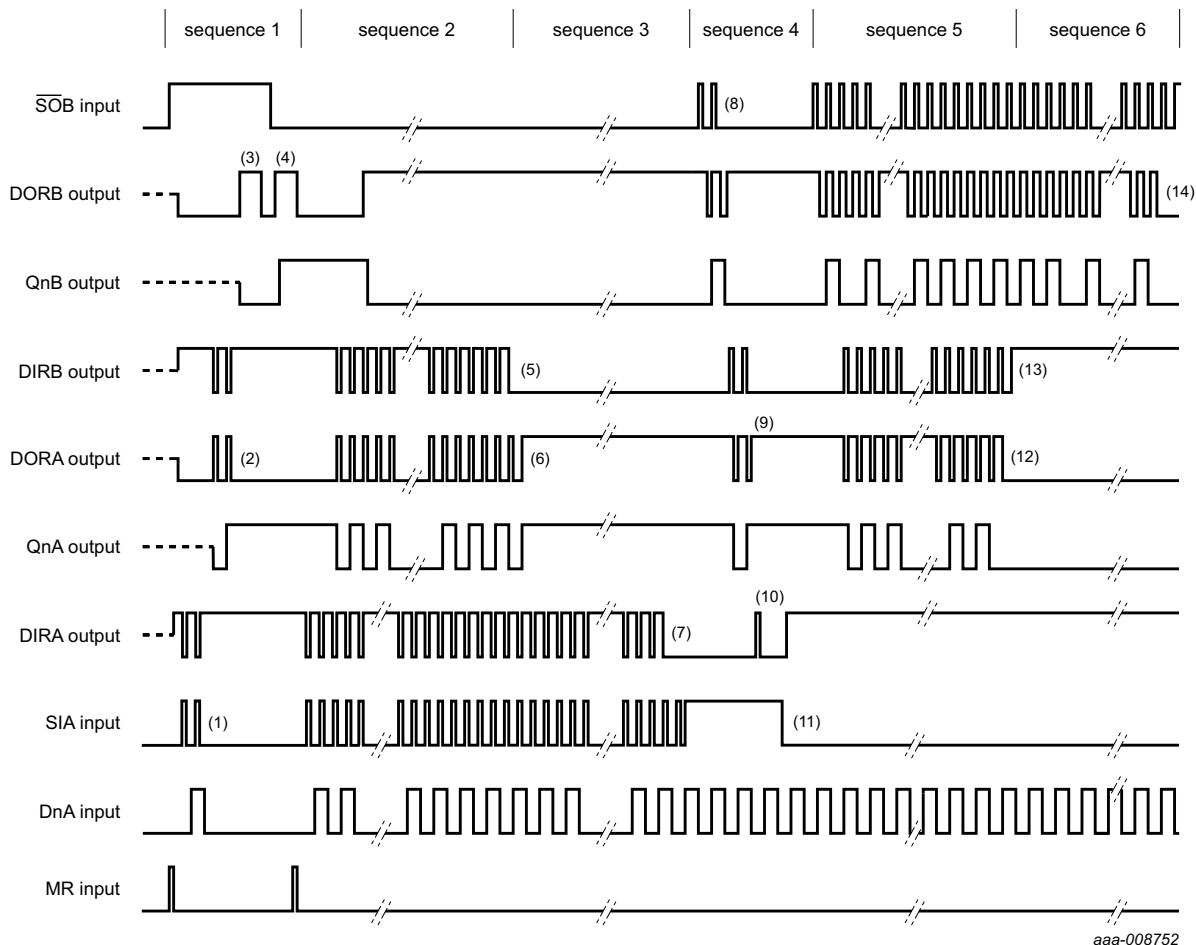 sequence 1 sequence 2 sequence 3 sequence 4 sequence 5 sequence 6
S̅O̅B input
(8)
(3) (4)
DORB output
(14)
QnB output
DIRB output
(5) (13)
(9)
DORA output
(2) (6) (12)
QnA output
(10)
DIRA output
(7)
SIA input
(1) (11)
DnA input
MR input
aaa-008752